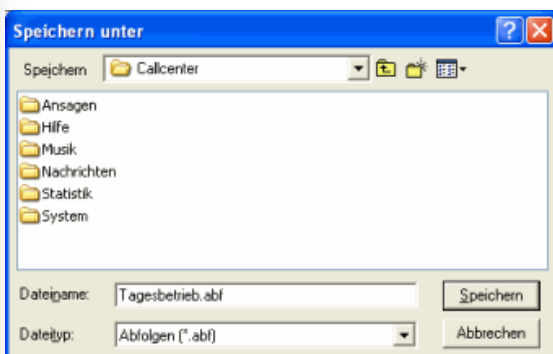 Speichern unter
Speichern Callcenter
Ansagen
Hilfe
Musik
Nachrichten
Statistik
System
Dateiname: Tagesbetrieb.abf Speichern
Dateityp: Abfolgen (*.abf) Abbrechen